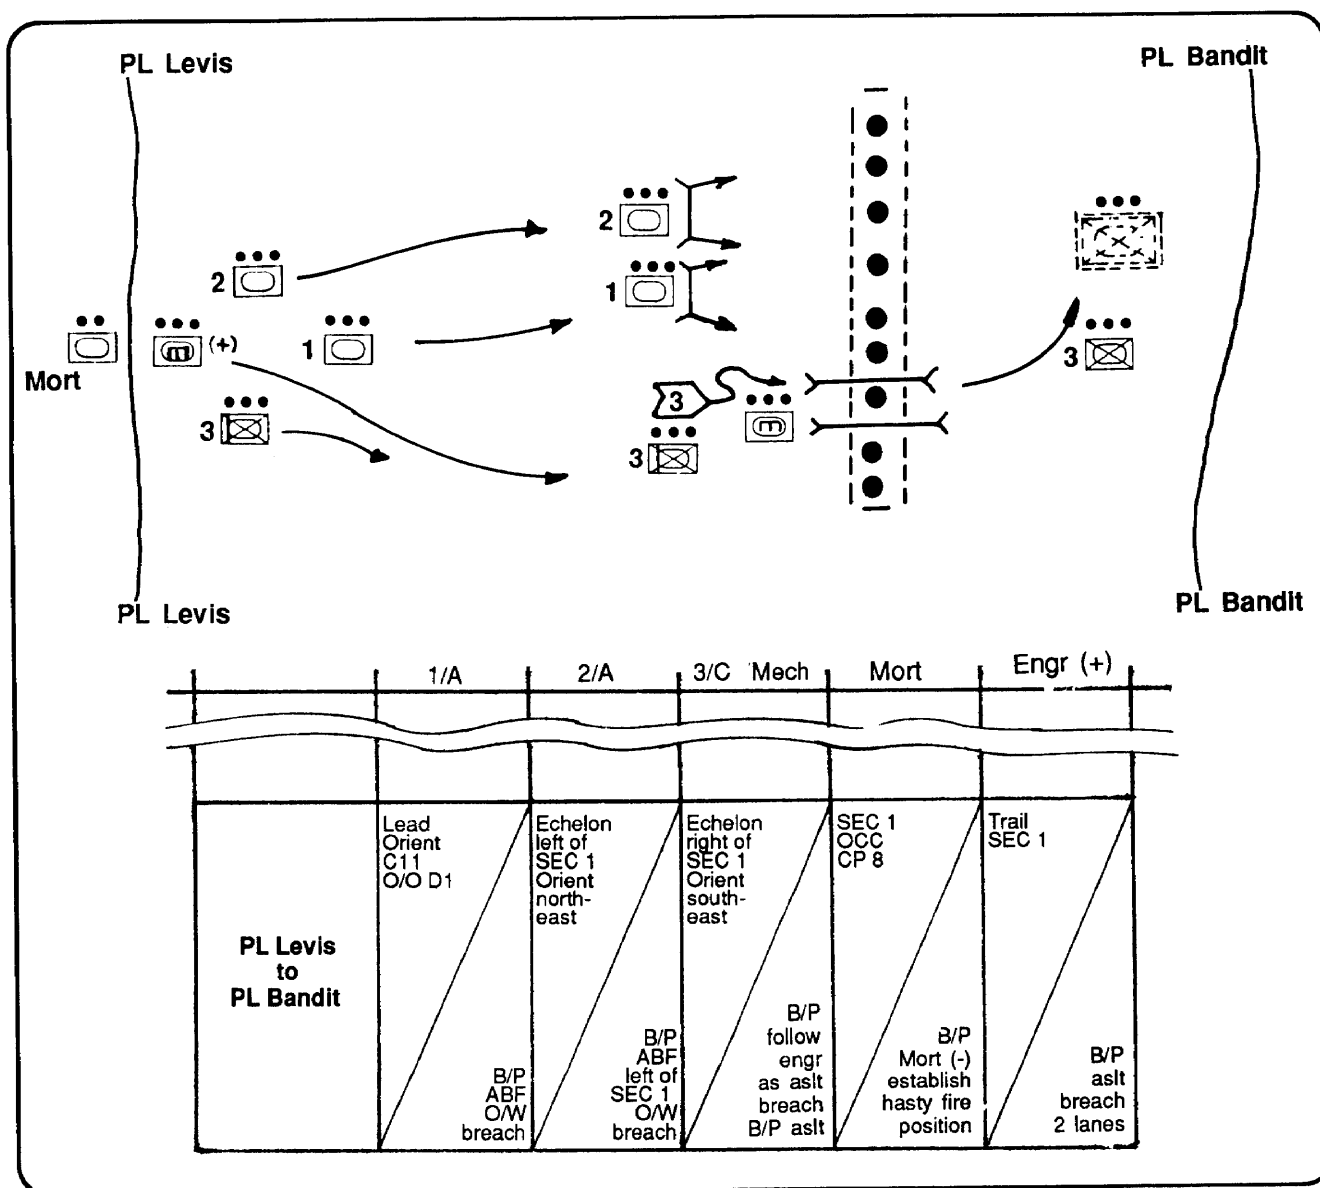 PL Levis
PL Bandit
2
2
1
1
(+)
Mort
3
3
3
3
PL Levis
PL Bandit
1/A
2/A
3/C Mech
Mort
Engr (+)
PL Levis
to
PL Bandit
Lead
Orient
C11
O/O D1
B/P
ABF
O/W
breach
Echelon
left of
SEC 1
Orient
north-
east
B/P
ABF
left of
SEC 1
O/W
breach
Echelon
right of
SEC 1
Orient
south-
east
B/P
follow
engr
as aslt
breach
B/P aslt
SEC 1
OCC
CP 8
B/P
Mort (-)
establish
hasty fire
position
Trail
SEC 1
B/P
aslt
breach
2 lanes